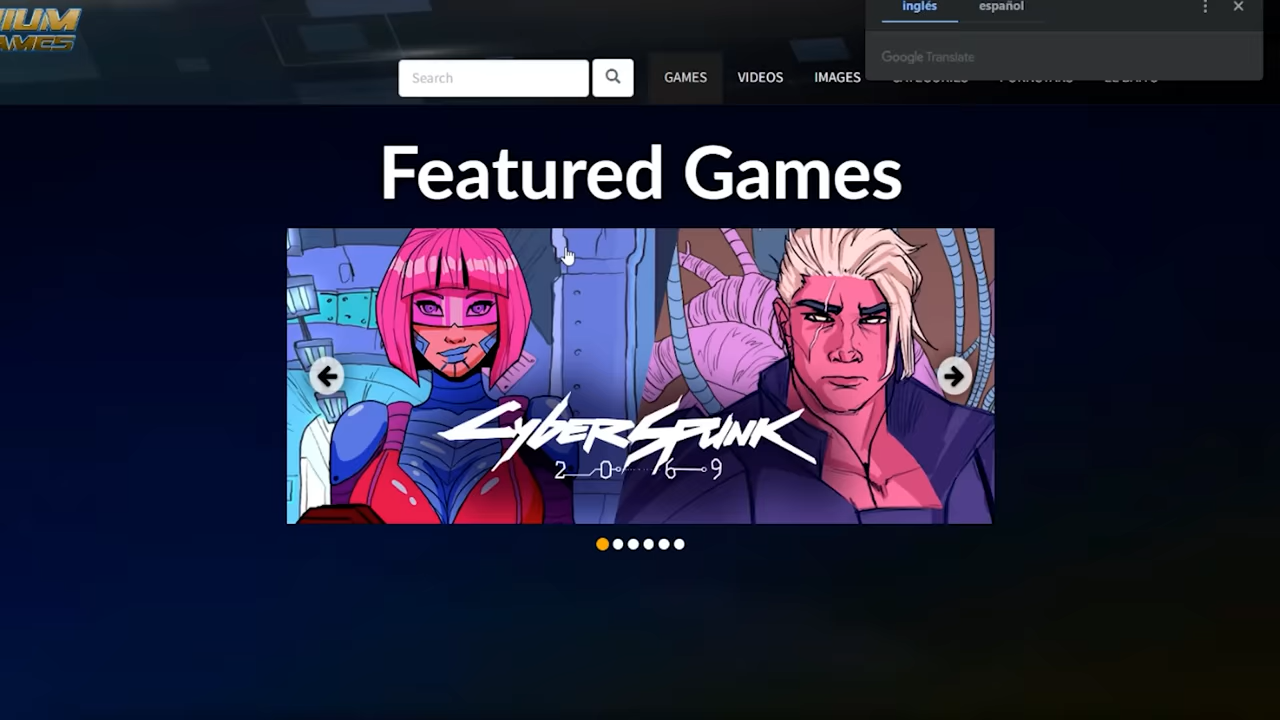 inglés español
Google Translate
Search
GAMES VIDEOS IMAGES
Featured Games
CYBERSPUNK
2069